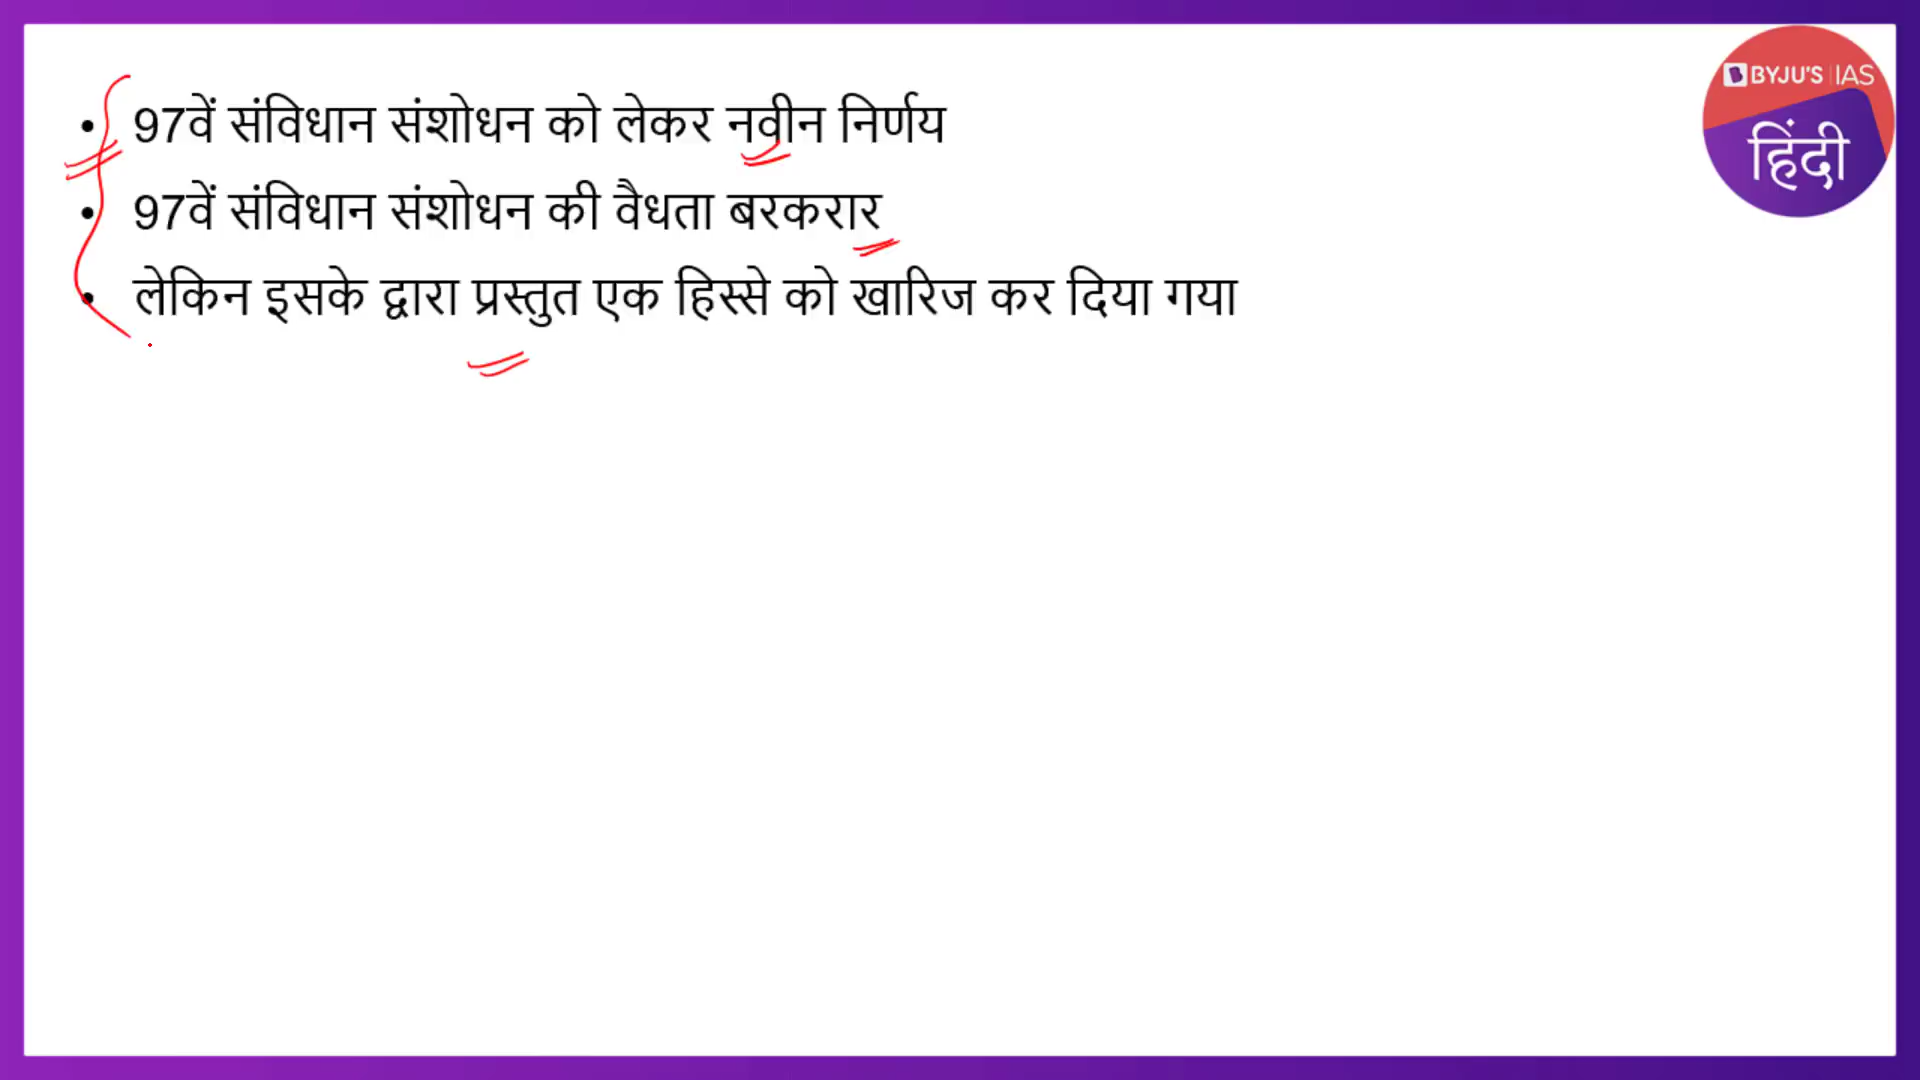 • 97वें संविधान संशोधन को लेकर नवीन निर्णय
• 97वें संविधान संशोधन की वैधता बरकरार
• लेकिन इसके द्वारा प्रस्तुत एक हिस्से को खारिज कर दिया गया
BYJU'S IAS
हिंदी